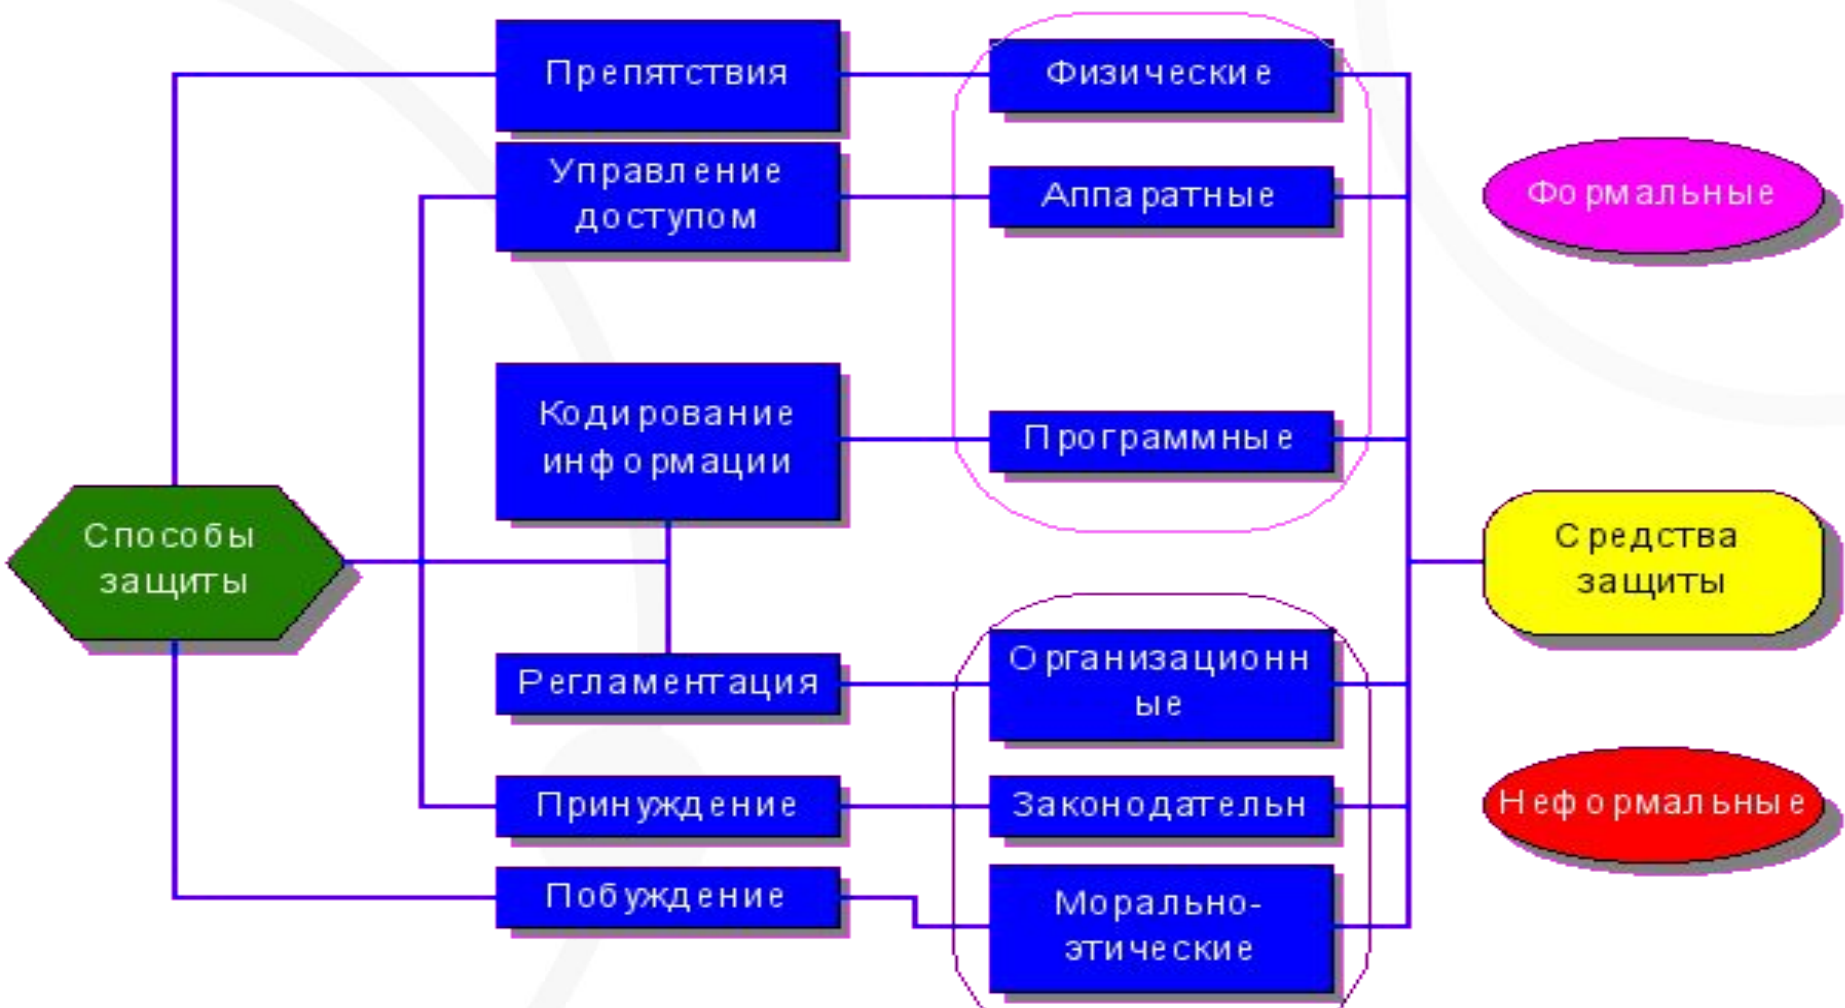 Препятствия
Физические
Управление
доступом
Аппаратные
Формальные
Кодирование
информации
Программные
Способы
защиты
Средства
защиты
Регламентация
Организационн
ые
Принуждение
Законодательн
Неформальные
Побуждение
Морально-
этические